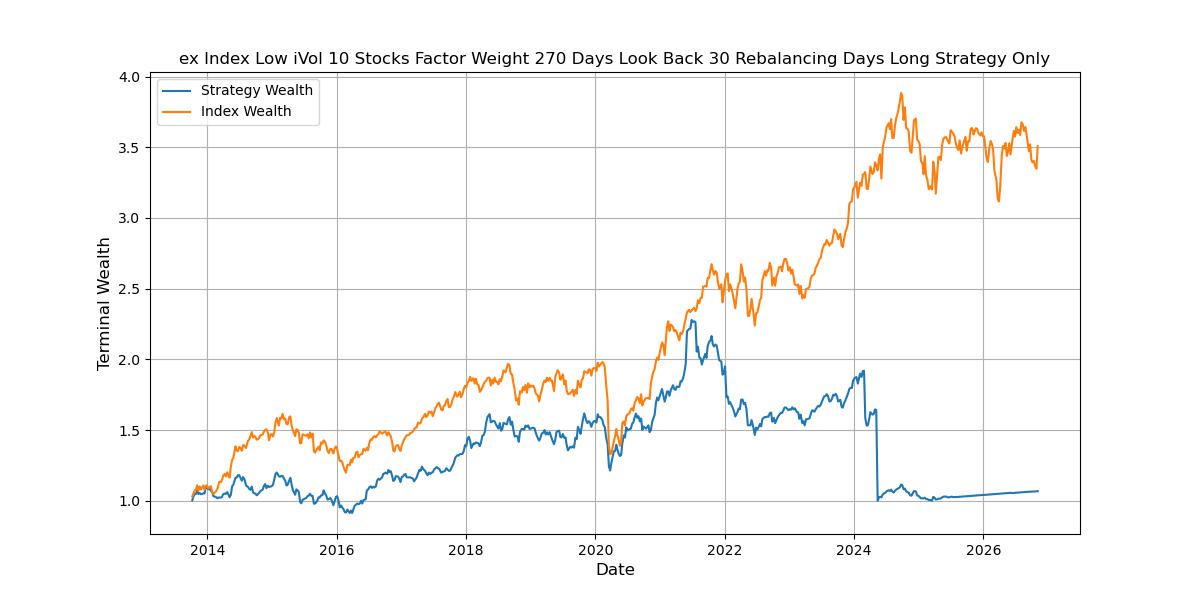 ex Index Low iVol 10 Stocks Factor Weight 270 Days Look Back 30 Rebalancing Days Long Strategy Only
Strategy Wealth
Index Wealth
Terminal Wealth
4.0
3.5
3.0
2.5
2.0
1.5
1.0
2014 2016 2018 2020 2022 2024 2026
Date